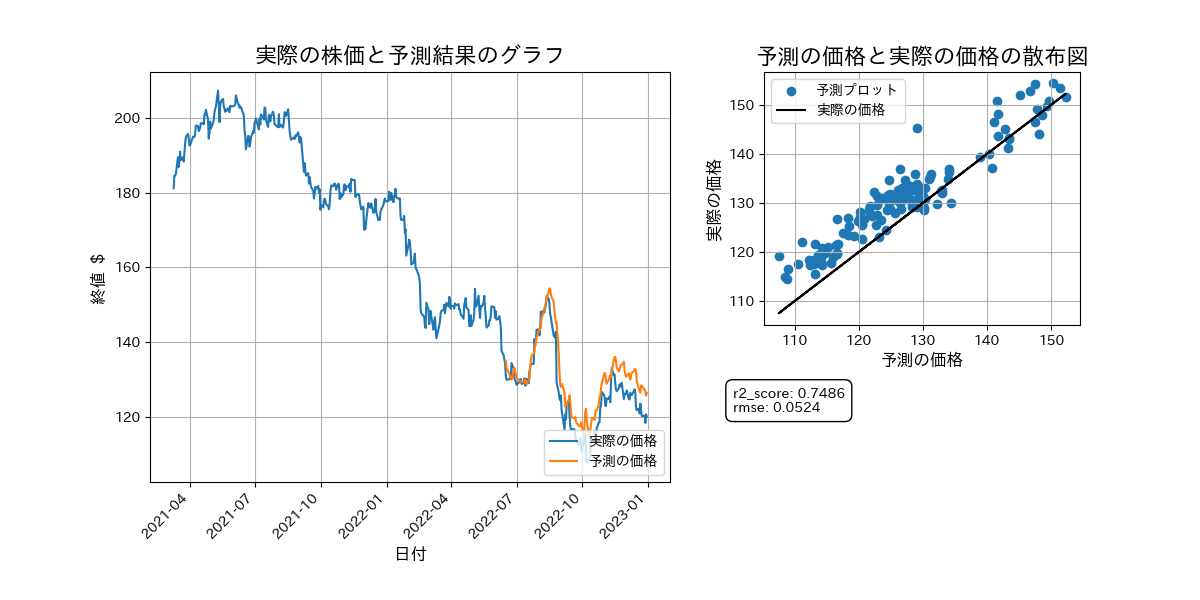 実際の株価と予測結果のグラフ
終値 $
200
180
160
140
120
2021-04
2021-07
2021-10
2022-01
2022-04
2022-07
2022-10
2023-01
日付
実際の価格
予測の価格
予測の価格と実際の価格の散布図
実際の価格
150
140
130
120
110
予測プロット
実際の価格
110
120
130
140
150
予測の価格
r2_score: 0.7486
rmse: 0.0524